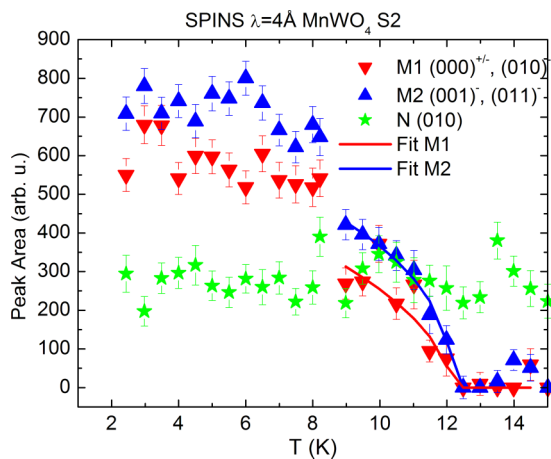 SPINS λ=4Å MnWO₄ S2
900
800
700
600
500
400
300
200
100
0
Peak Area (arb. u.)
M1 (000)⁺/⁻, (010)⁻
M2 (001)⁻, (011)⁻
N (010)
Fit M1
Fit M2
2 4 6 8 10 12 14
T (K)